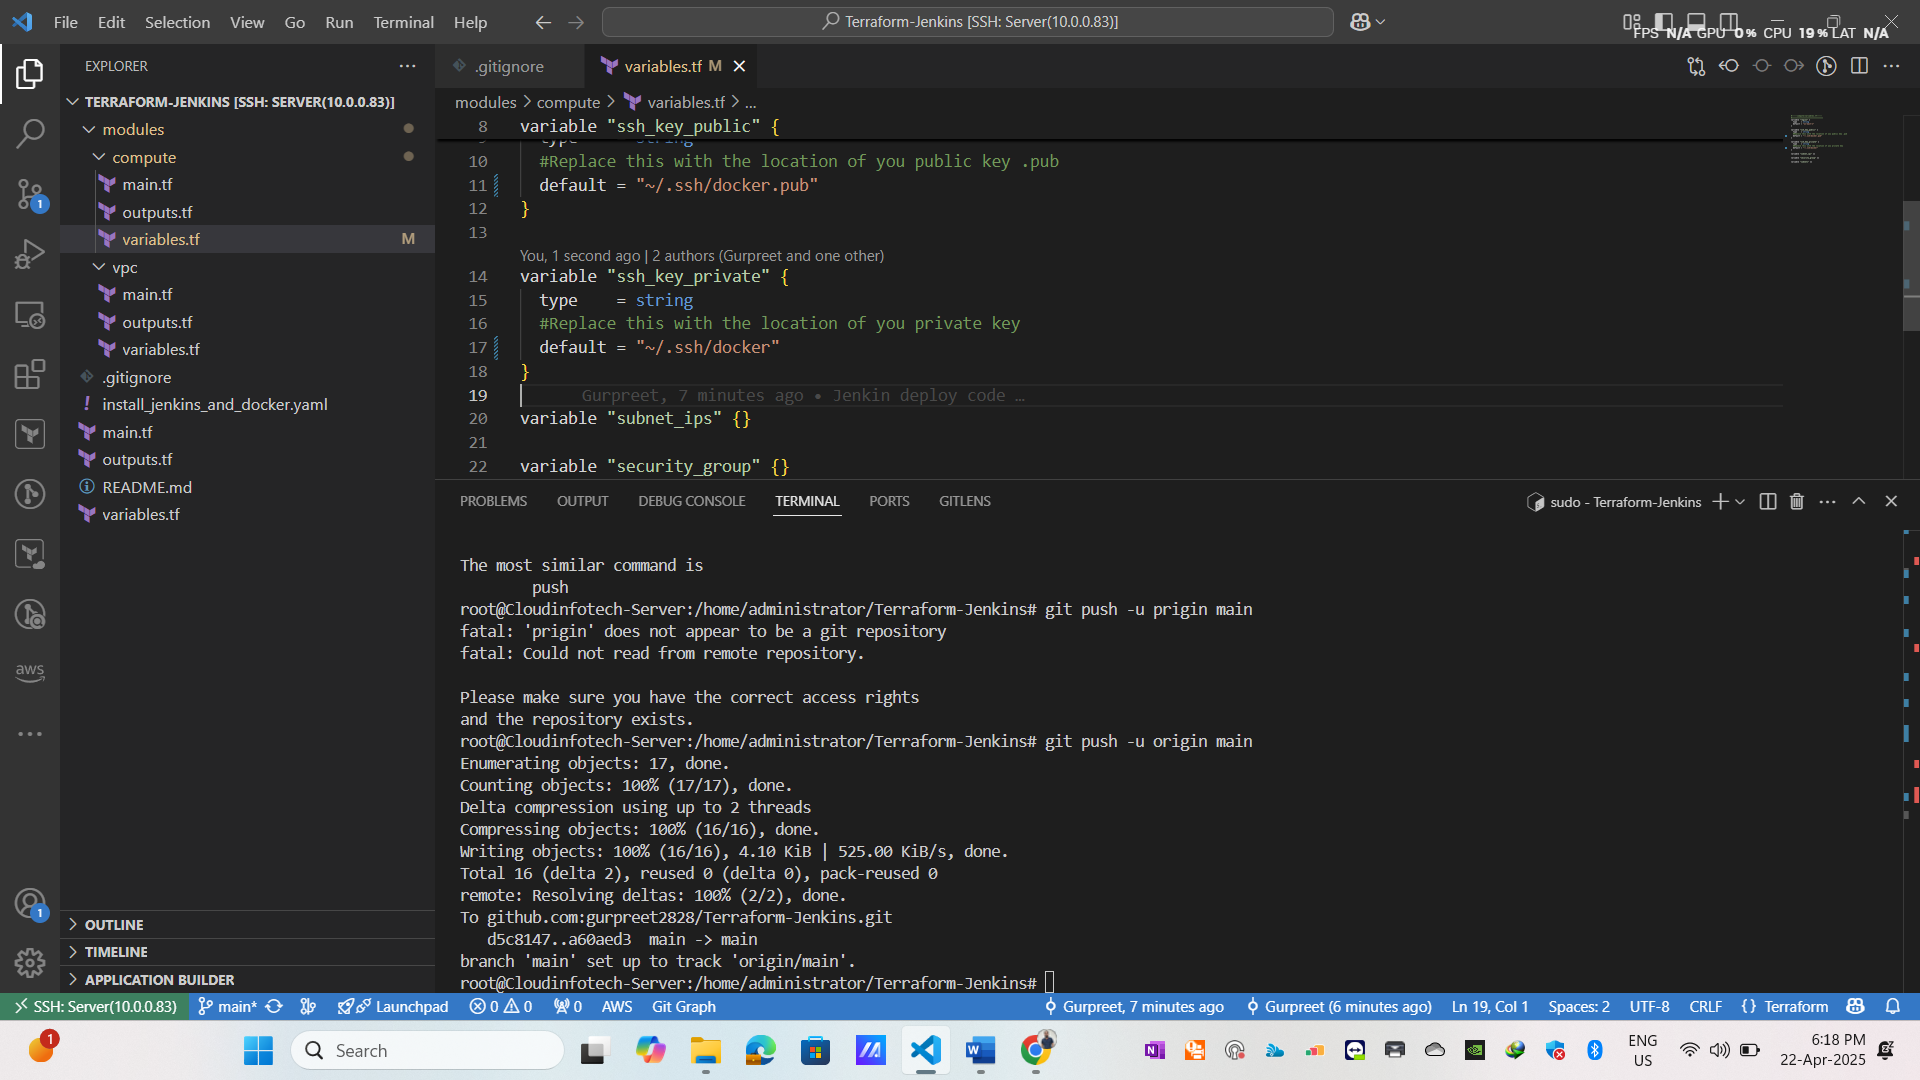 File Edit Selection View Go Run Terminal Help
Terraform-Jenkins [SSH: Server(10.0.0.83)]
FPS N/A GPU 0% CPU 19% LAT N/A
EXPLORER
.gitignore
variables.tf M
TERRAFORM-JENKINS [SSH: SERVER(10.0.0.83)]
modules
compute
main.tf
outputs.tf
variables.tf M
vpc
main.tf
outputs.tf
variables.tf
.gitignore
install_jenkins_and_docker.yaml
main.tf
outputs.tf
README.md
variables.tf
OUTLINE
TIMELINE
APPLICATION BUILDER
1
aws
1
modules > compute > variables.tf > ...
8 variable "ssh_key_public" {
10 #Replace this with the location of you public key .pub
11 default = "~/.ssh/docker.pub"
12 }
13
You, 1 second ago | 2 authors (Gurpreet and one other)
14 variable "ssh_key_private" {
15 type = string
16 #Replace this with the location of you private key
17 default = "~/.ssh/docker"
18 }
19 Gurpreet, 7 minutes ago • Jenkin deploy code …
20 variable "subnet_ips" {}
21
22 variable "security_group" {}
PROBLEMS OUTPUT DEBUG CONSOLE TERMINAL PORTS GITLENS
sudo - Terraform-Jenkins
The most similar command is
push
root@Cloudinfotech-Server:/home/administrator/Terraform-Jenkins# git push -u prigin main
fatal: 'prigin' does not appear to be a git repository
fatal: Could not read from remote repository.
Please make sure you have the correct access rights
and the repository exists.
root@Cloudinfotech-Server:/home/administrator/Terraform-Jenkins# git push -u origin main
Enumerating objects: 17, done.
Counting objects: 100% (17/17), done.
Delta compression using up to 2 threads
Compressing objects: 100% (16/16), done.
Writing objects: 100% (16/16), 4.10 KiB | 525.00 KiB/s, done.
Total 16 (delta 2), reused 0 (delta 0), pack-reused 0
remote: Resolving deltas: 100% (2/2), done.
To github.com:gurpreet2828/Terraform-Jenkins.git
d5c8147..a60aed3 main -> main
branch 'main' set up to track 'origin/main'.
root@Cloudinfotech-Server:/home/administrator/Terraform-Jenkins#
SSH: Server(10.0.0.83) main* Launchpad 0 0 0 AWS Git Graph
Gurpreet, 7 minutes ago Gurpreet (6 minutes ago) Ln 19, Col 1 Spaces: 2 UTF-8 CRLF {} Terraform
1
Search
ENG
US
6:18 PM
22-Apr-2025